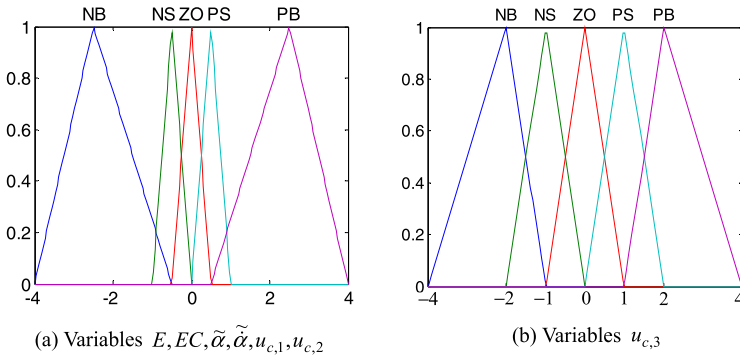 NB NS ZO PS PB
1
0.8
0.6
0.4
0.2
0
-4 -2 0 2 4
(a) Variables E, EC, α̃, α̃̇, u_{c,1}, u_{c,2}
NB NS ZO PS PB
1
0.8
0.6
0.4
0.2
0
−4 −2 −1 0 1 2 4
(b) Variables u_{c,3}